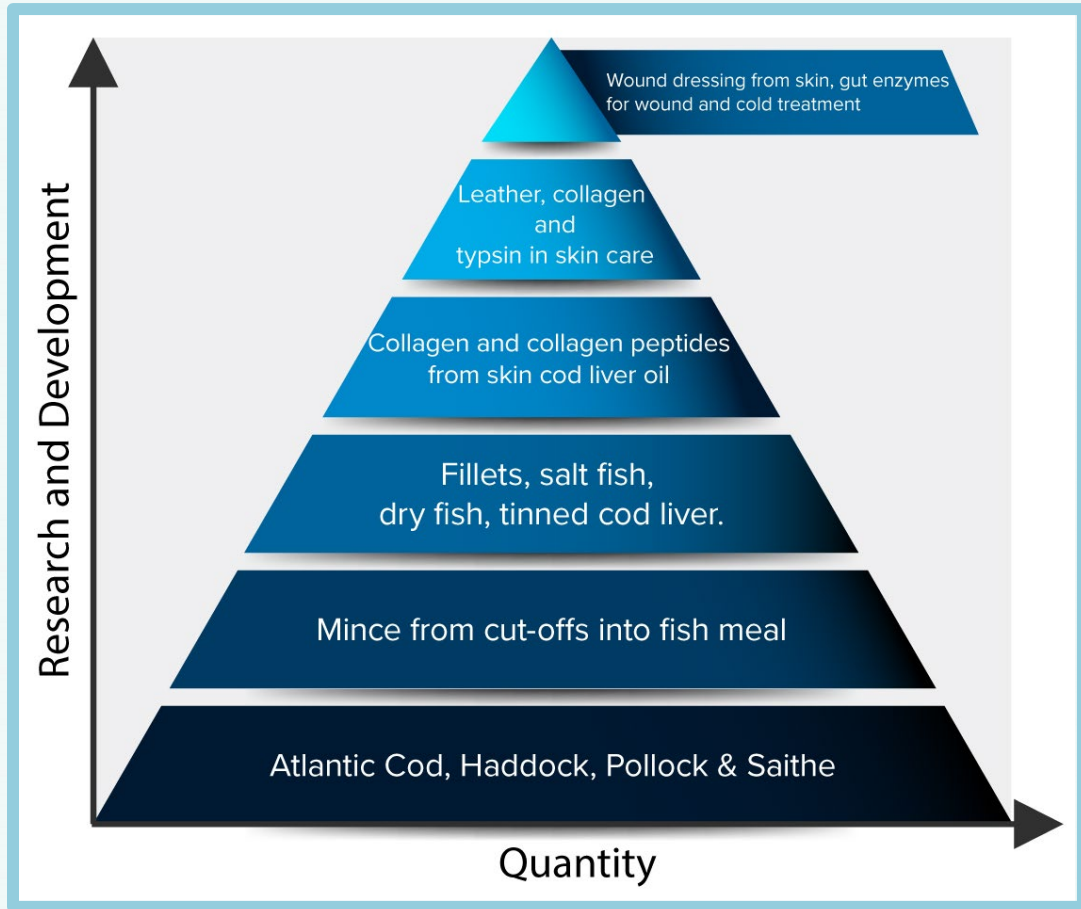 Wound dressing from skin, gut enzymes
for wound and cold treatment
Leather, collagen
and
typsin in skin care
Collagen and collagen peptides
from skin cod liver oil
Fillets, salt fish,
dry fish, tinned cod liver.
Mince from cut-offs into fish meal
Atlantic Cod, Haddock, Pollock & Saithe
Research and Development
Quantity